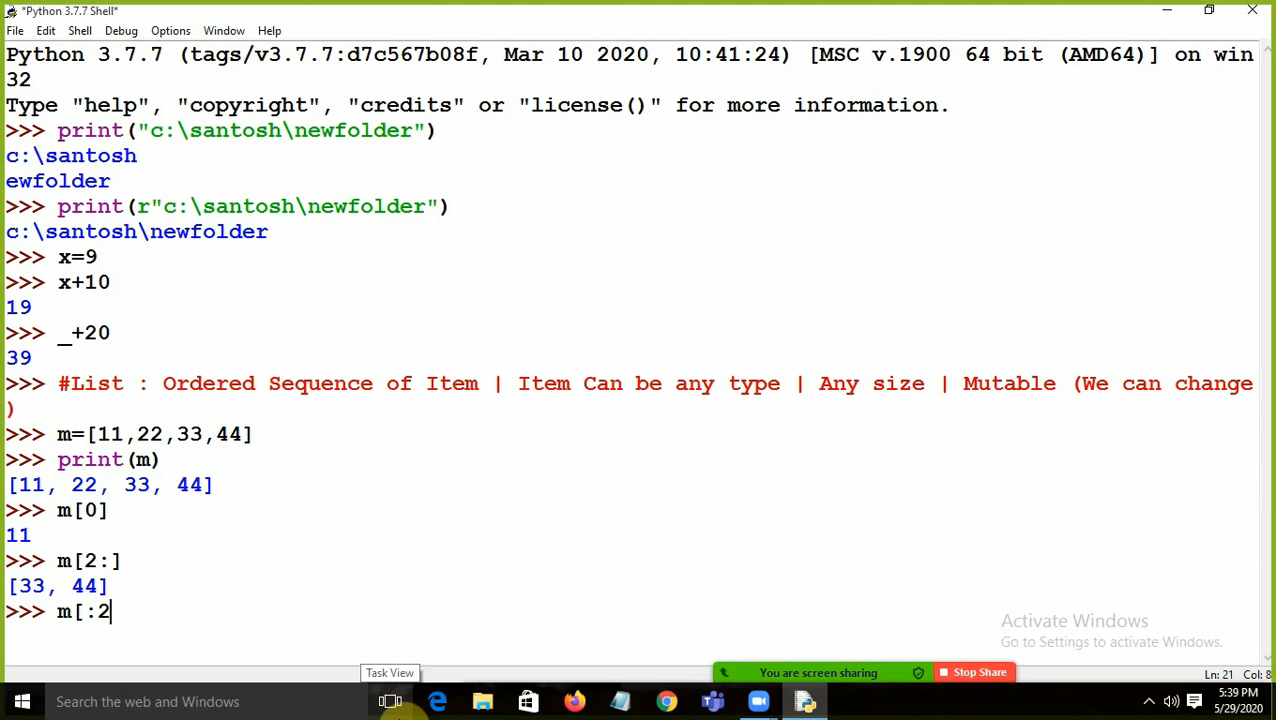 *Python 3.7.7 Shell*
File Edit Shell Debug Options Window Help
Python 3.7.7 (tags/v3.7.7:d7c567b08f, Mar 10 2020, 10:41:24) [MSC v.1900 64 bit (AMD64)] on win
32
Type "help", "copyright", "credits" or "license()" for more information.
>>> print("c:\santosh\newfolder")
c:\santosh
ewfolder
>>> print(r"c:\santosh\newfolder")
c:\santosh\newfolder
>>> x=9
>>> x+10
19
>>> _+20
39
>>> #List : Ordered Sequence of Item | Item Can be any type | Any size | Mutable (We can change
)
>>> m=[11,22,33,44]
>>> print(m)
[11, 22, 33, 44]
>>> m[0]
11
>>> m[2:]
[33, 44]
>>> m[:2
Activate Windows
Go to Settings to activate Windows.
Task View
You are screen sharing Stop Share
Ln: 21 Col: 8
Search the web and Windows
5:39 PM
5/29/2020